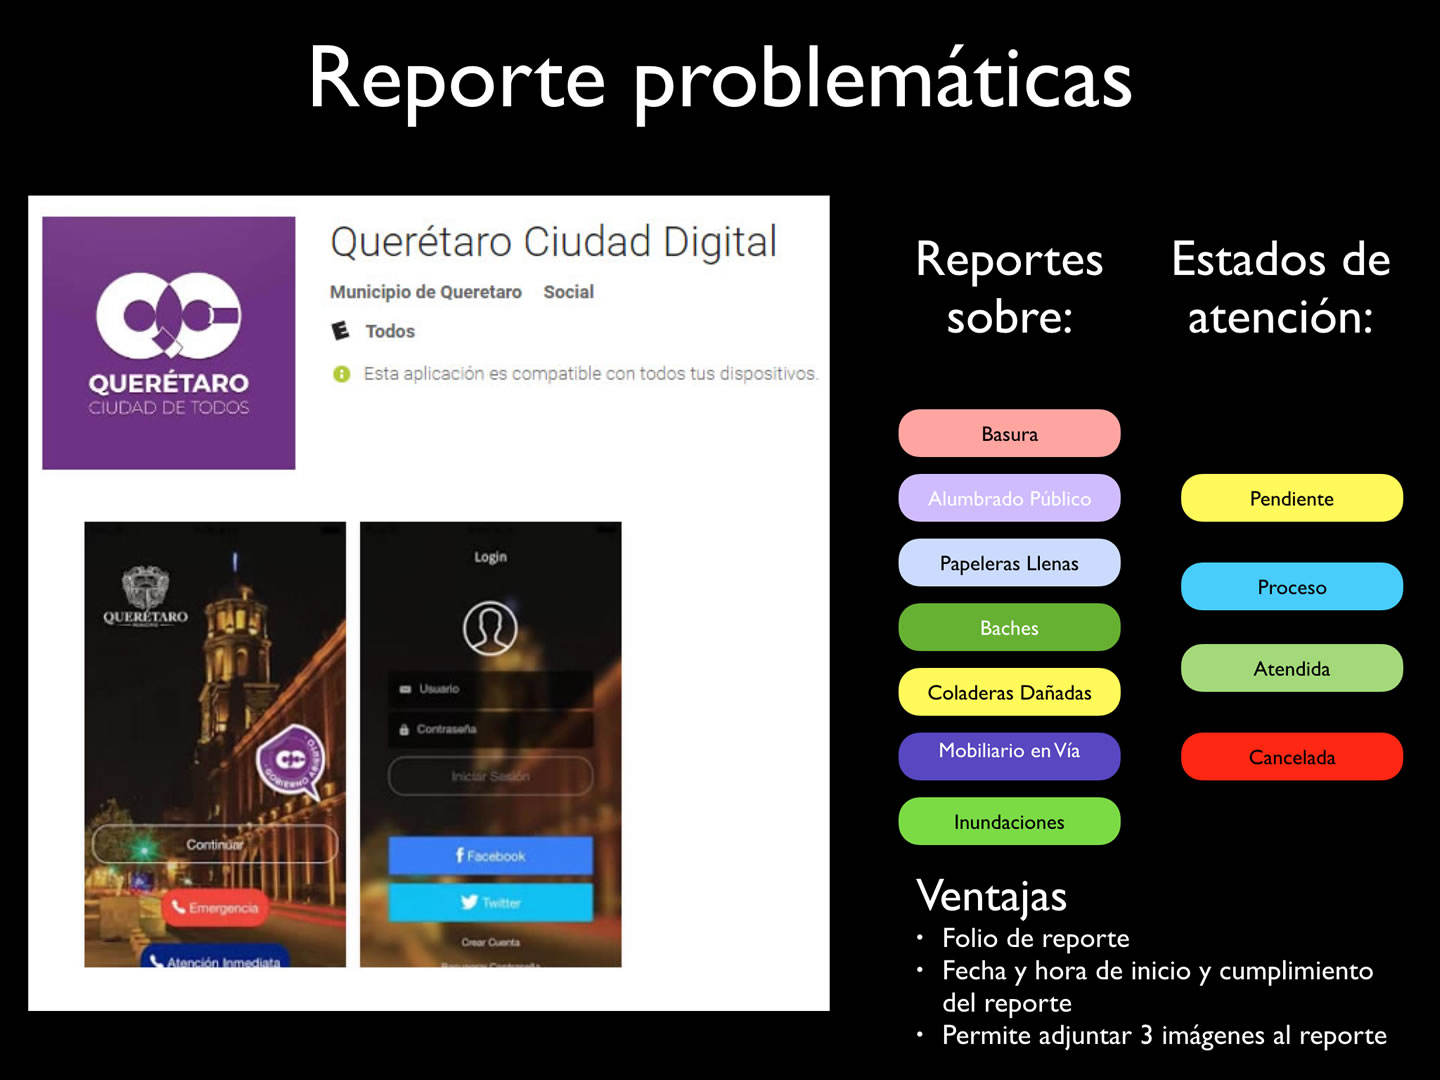 Reporte problemáticas
Querétaro Ciudad Digital
Municipio de Queretaro Social
Todos
Esta aplicación es compatible con todos tus dispositivos.
QUERÉTARO
CIUDAD DE TODOS
QUERÉTARO
GOBIERNO ABIERTO
Continuar
Emergencia
Atención Inmediata
Login
Usuario
Contraseña
Iniciar Sesión
Facebook
Twitter
Crear Cuenta
Recuperar Contraseña
Reportes
sobre:
Basura
Alumbrado Público
Papeleras Llenas
Baches
Coladeras Dañadas
Mobiliario en Vía
Inundaciones
Estados de
atención:
Pendiente
Proceso
Atendida
Cancelada
Ventajas
• Folio de reporte
• Fecha y hora de inicio y cumplimiento
del reporte
• Permite adjuntar 3 imágenes al reporte